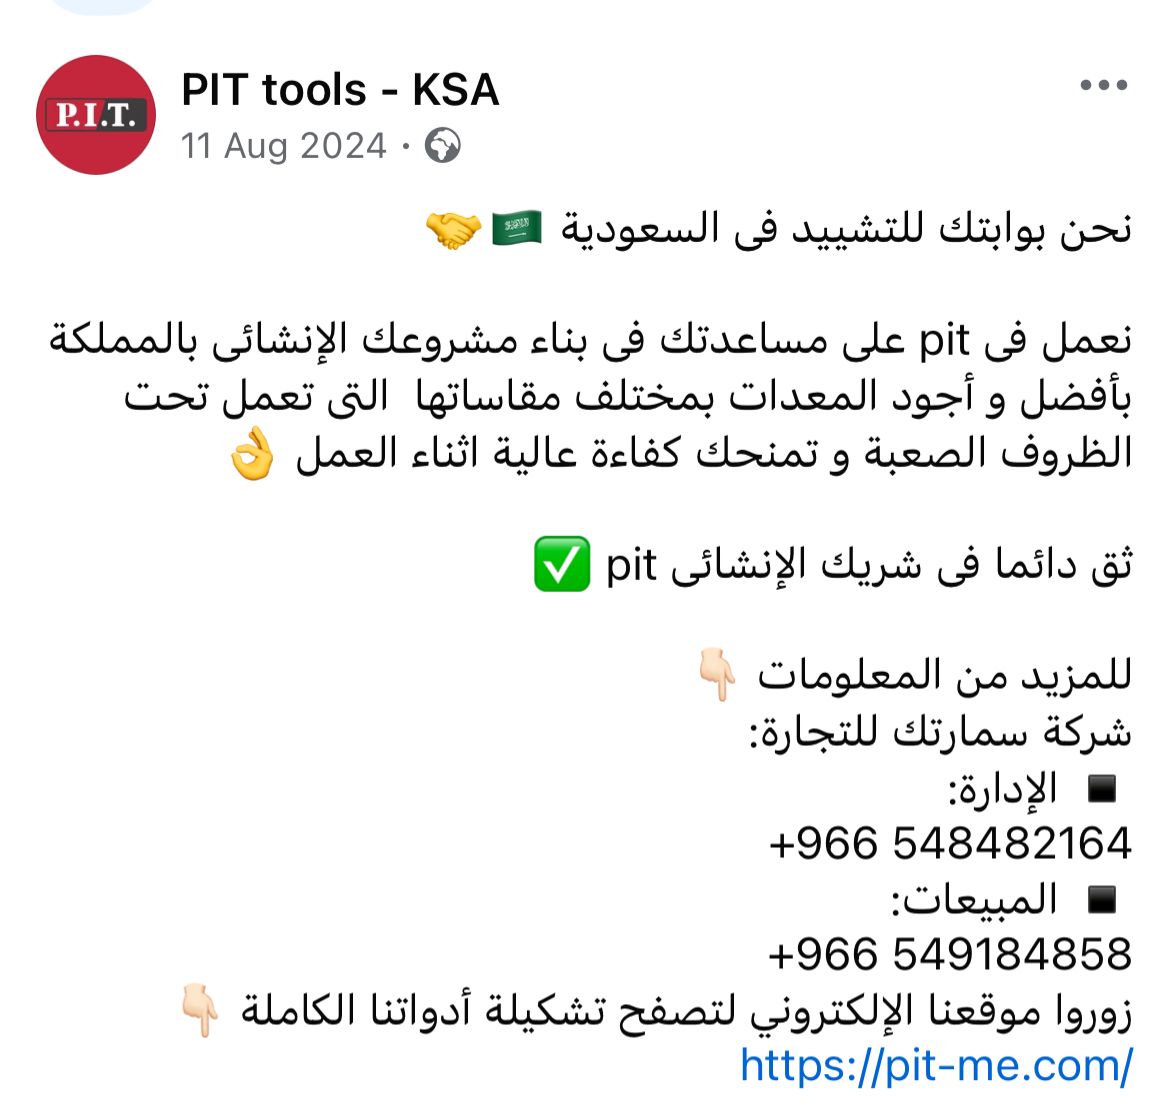 P.I.T.
PIT tools - KSA
11 Aug 2024 ·
نحن بوابتك للتشييد فى السعودية 🇸🇦 🤝
نعمل فى pit على مساعدتك فى بناء مشروعك الإنشائى بالمملكة
بأفضل و أجود المعدات بمختلف مقاساتها  التى تعمل تحت
الظروف الصعبة و تمنحك كفاءة عالية اثناء العمل 👌
ثق دائما فى شريك الإنشائى pit ✅
للمزيد من المعلومات 👇🏻
شركة سمارتك للتجارة:
◾ الإدارة:
+966 548482164
◾ المبيعات:
+966 549184858
زوروا موقعنا الإلكتروني لتصفح تشكيلة أدواتنا الكاملة 👇🏻
https://pit-me.com/